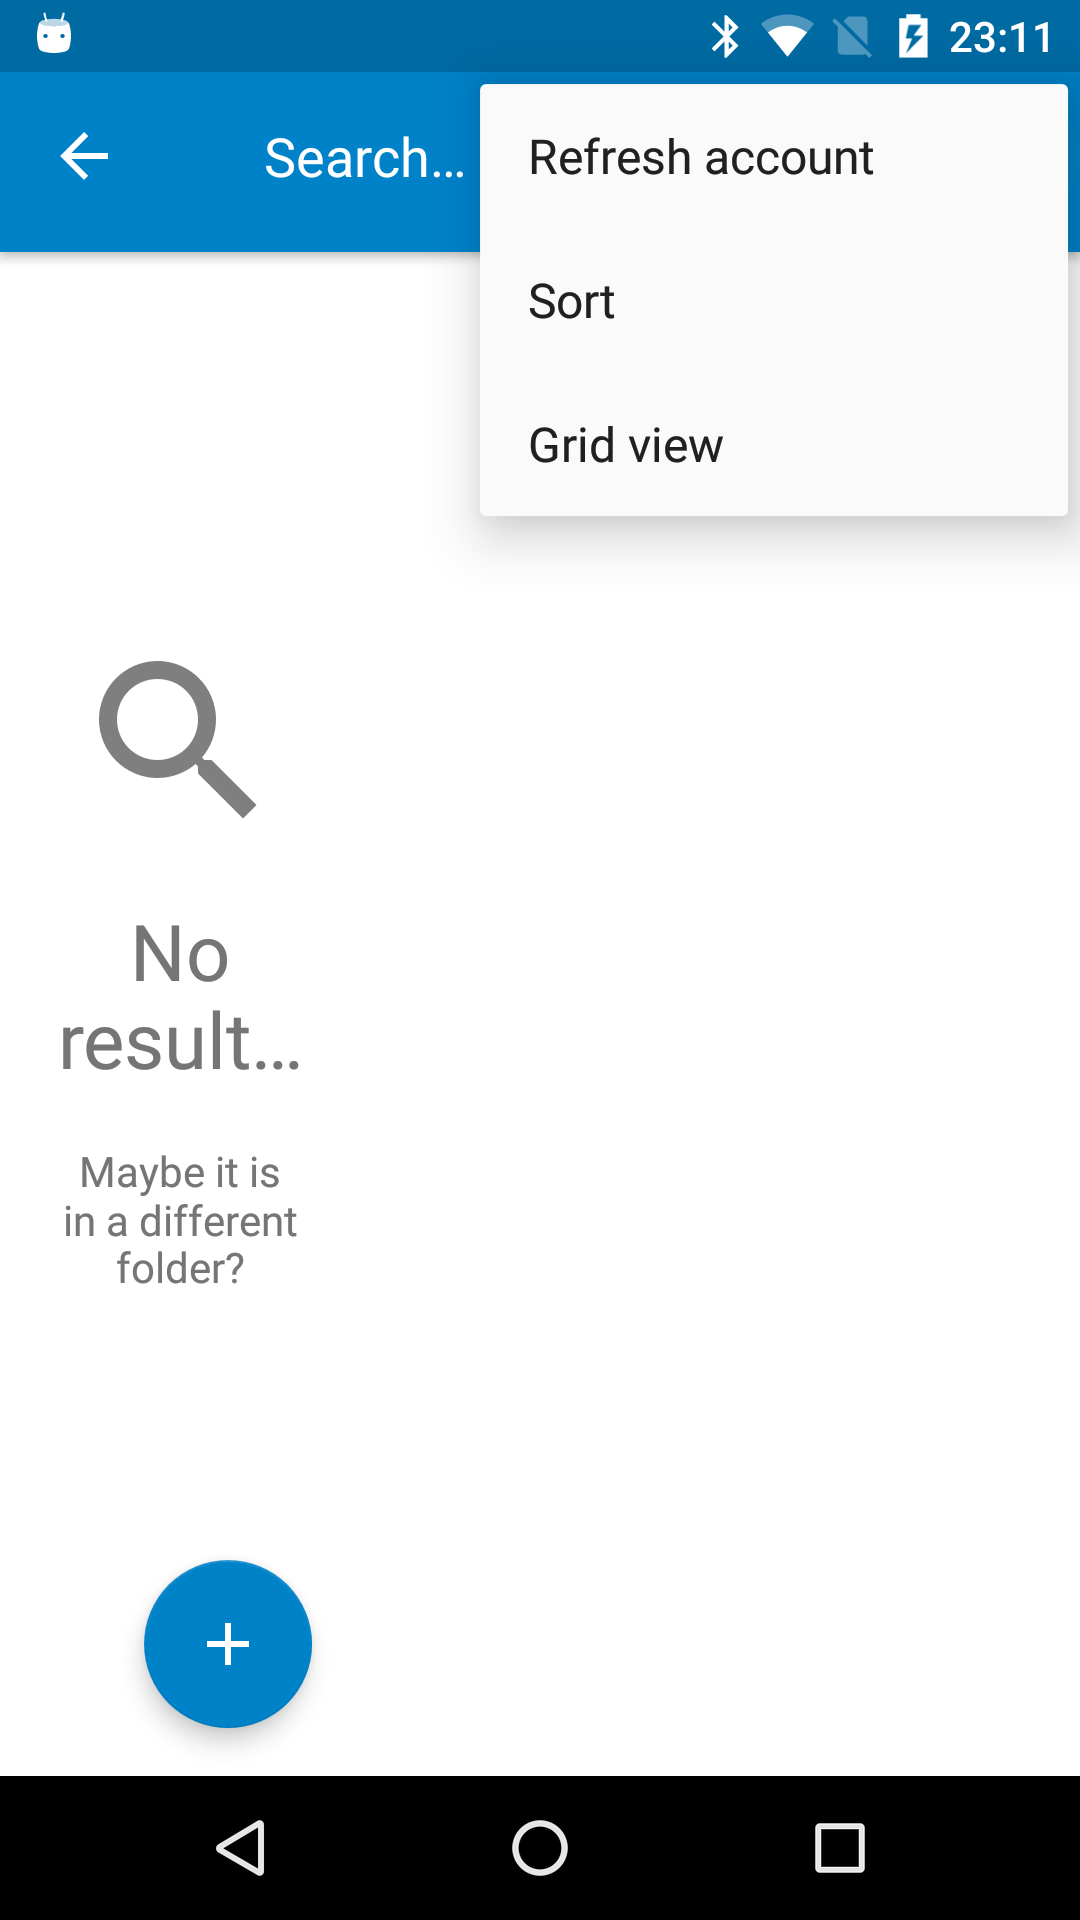 23:11
Search…
Refresh account
Sort
Grid view
No
result…
Maybe it is
in a different
folder?